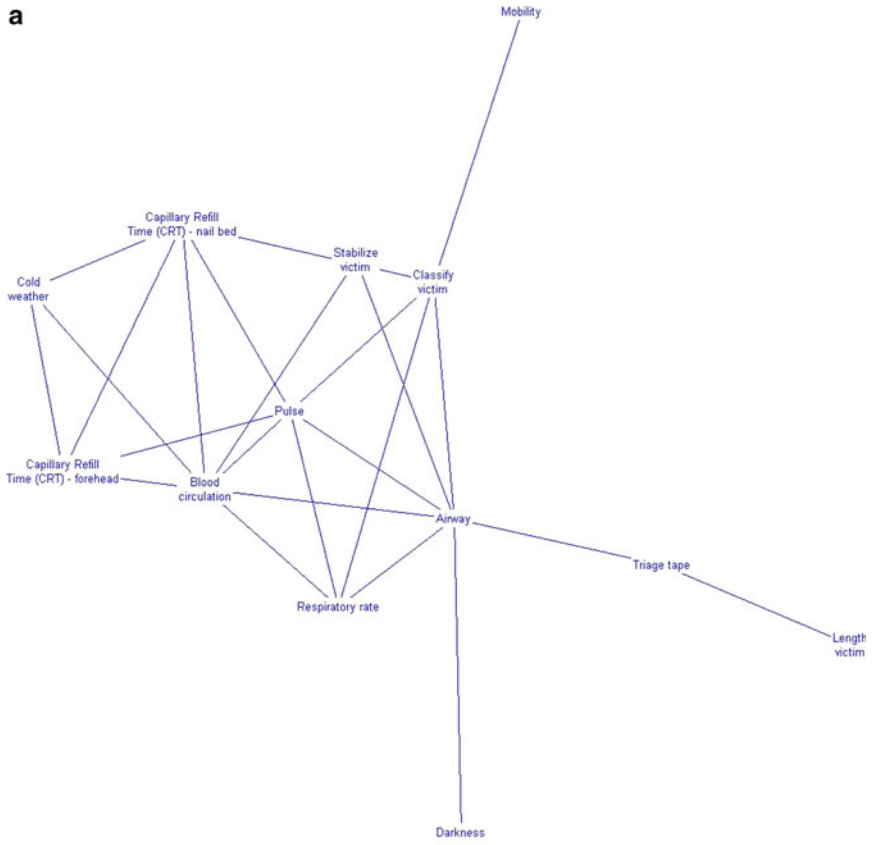 a
Mobility
Capillary Refill
Time (CRT) - nail bed
Stabilize
victim
Classify
victim
Cold
weather
Pulse
Capillary Refill
Time (CRT) - forehead
Blood
circulation
Airway
Triage tape
Respiratory rate
Length
victim
Darkness